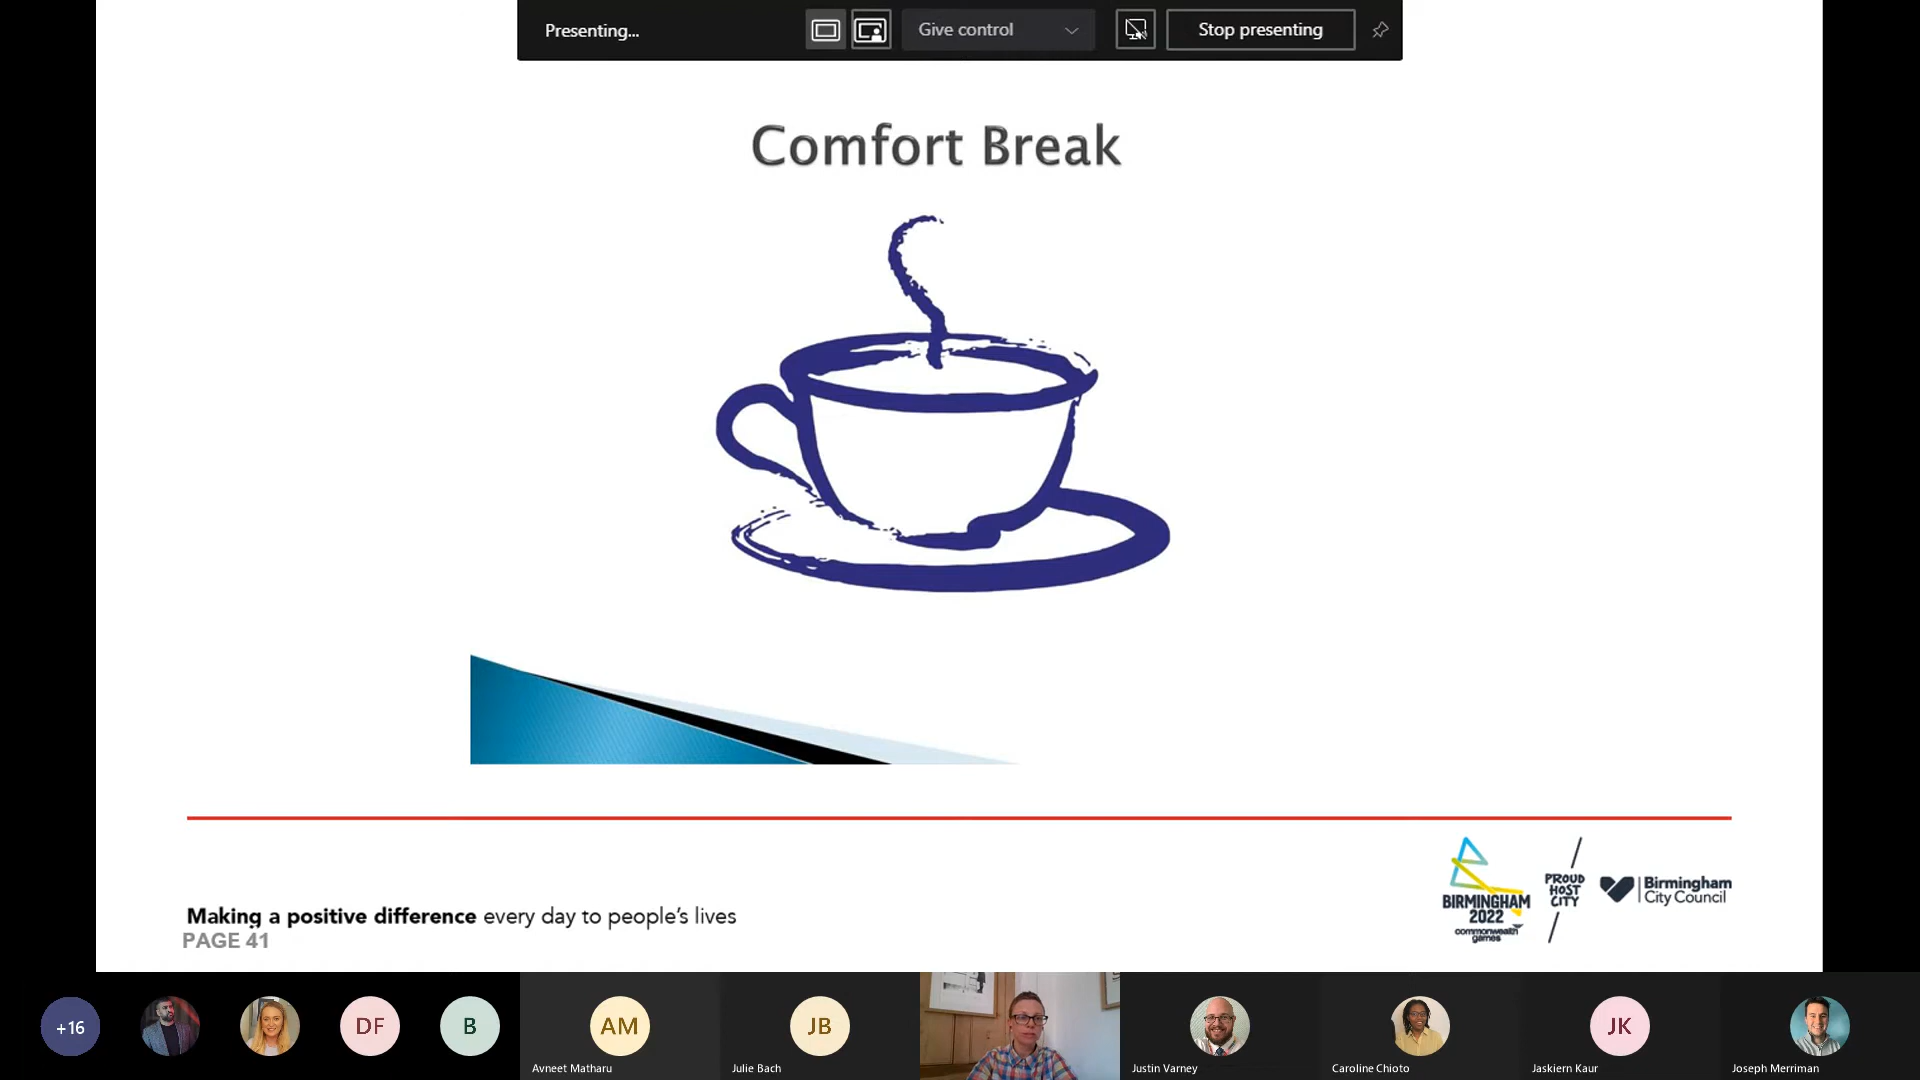 Presenting...
Give control
Stop presenting
Comfort Break
BIRMINGHAM
2022
commonwealth
games
PROUD
HOST
CITY
Birmingham
City Council
Making a positive difference every day to people's lives
PAGE 41
+16
DF
B
AM
JB
JK
Avneet Matharu
Julie Bach
Justin Varney
Caroline Chioto
Jaskiern Kaur
Joseph Merriman